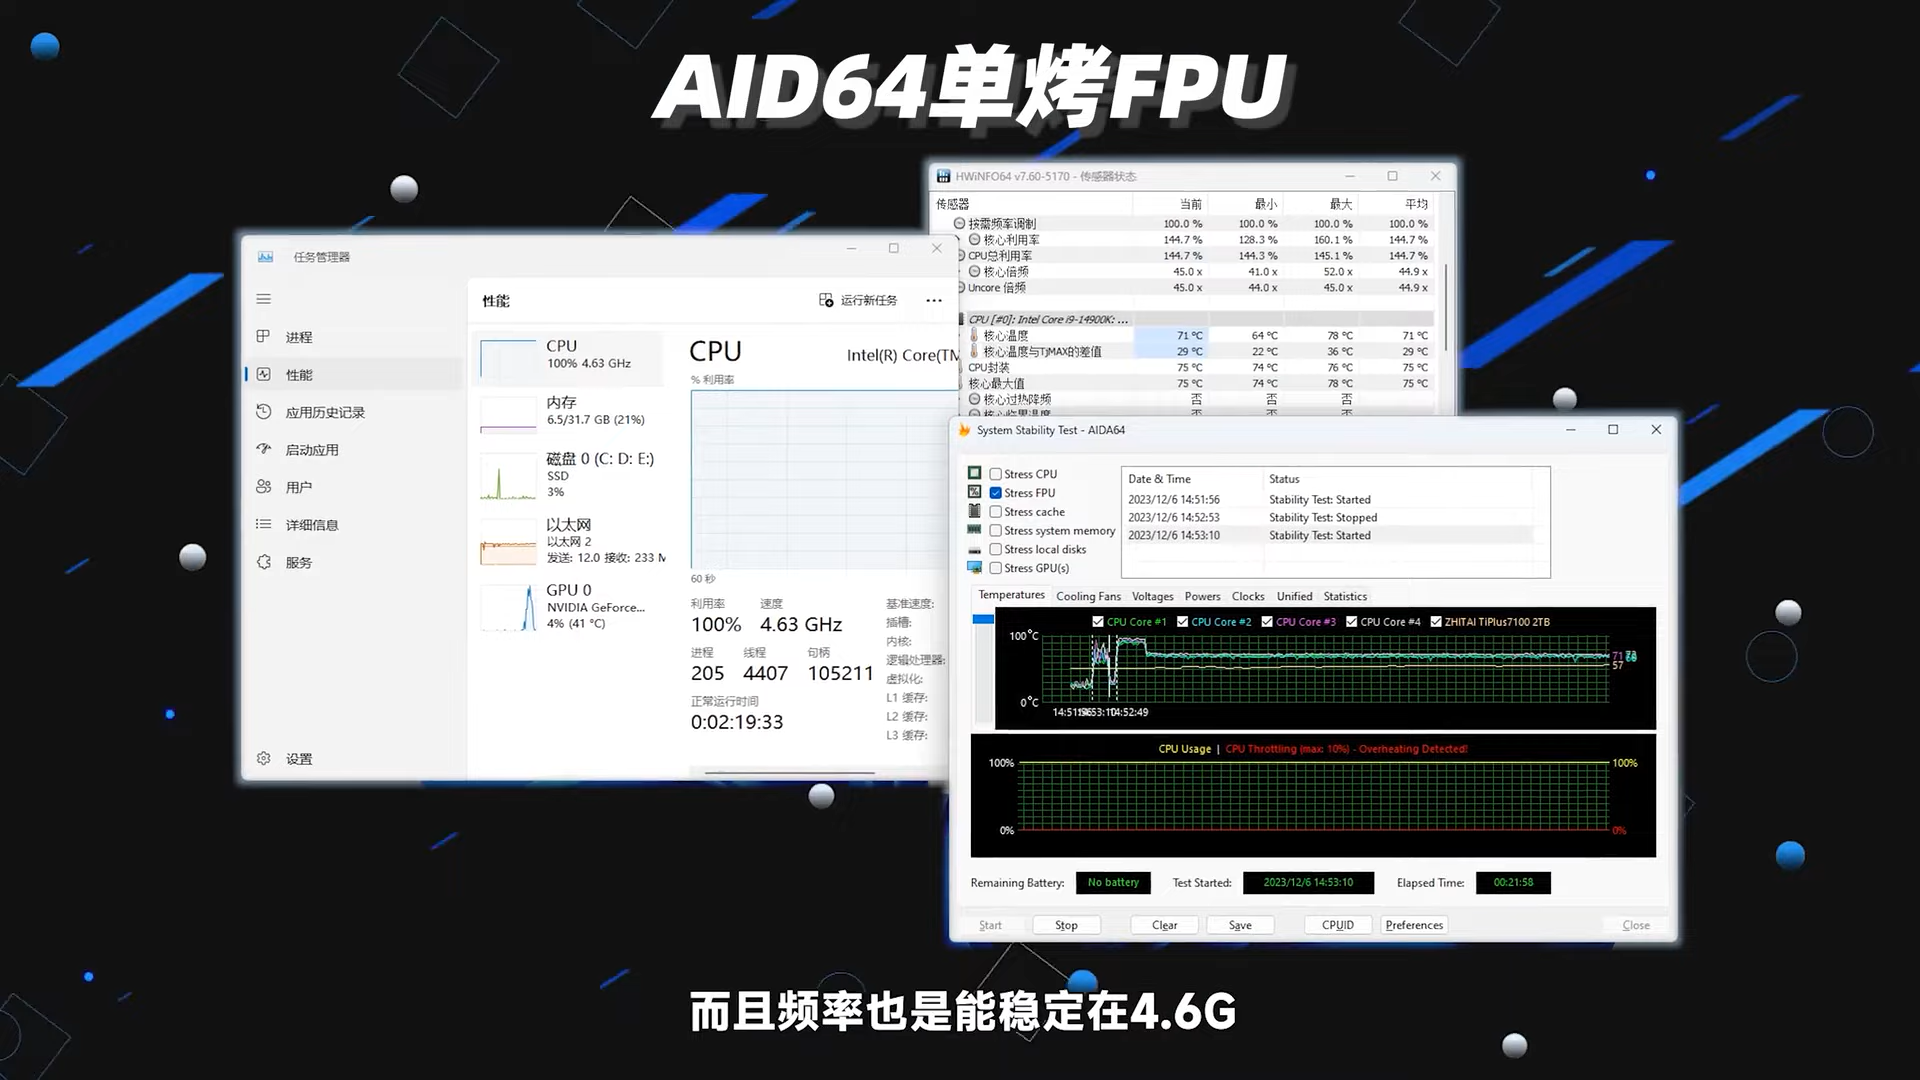 AID64单烤FPU
HWiNFO64 v7.60-5170 - 传感器状态
传感器 当前 最小 最大 平均
按需频率调制 100.0 % 100.0 % 100.0 % 100.0 %
核心利用率 144.7 % 128.3 % 160.1 % 144.7 %
CPU总利用率 144.7 % 144.3 % 145.1 % 144.7 %
核心倍频 45.0 x 41.0 x 52.0 x 44.9 x
Uncore 倍频 45.0 x 44.0 x 45.0 x 44.9 x
CPU [#0]: Intel Core i9-14900K: ...
核心温度 71 °C 64 °C 78 °C 71 °C
核心温度与TjMAX的差值 29 °C 22 °C 36 °C 29 °C
CPU封装 75 °C 74 °C 76 °C 75 °C
核心最大值 75 °C 74 °C 78 °C 75 °C
核心过热降频 否 否 否
任务管理器
进程
性能
应用历史记录
启动应用
用户
详细信息
服务
设置
性能
运行新任务
...
CPU
100% 4.63 GHz
内存
6.5/31.7 GB (21%)
磁盘 0 (C: D: E:)
SSD
3%
以太网
以太网 2
发送: 12.0 接收: 233 M
GPU 0
NVIDIA GeForce...
4% (41 °C)
CPU
Intel(R) Core(TM
% 利用率
60 秒
利用率 速度
100% 4.63 GHz
进程 线程 句柄
205 4407 105211
正常运行时间
0:02:19:33
基准速度:
插槽:
内核:
逻辑处理器:
虚拟化:
L1 缓存:
L2 缓存:
L3 缓存:
System Stability Test - AIDA64
Stress CPU
Stress FPU
Stress cache
Stress system memory
Stress local disks
Stress GPU(s)
Date & Time Status
2023/12/6 14:51:56 Stability Test: Started
2023/12/6 14:52:53 Stability Test: Stopped
2023/12/6 14:53:10 Stability Test: Started
Temperatures Cooling Fans Voltages Powers Clocks Unified Statistics
CPU Core #1 CPU Core #2 CPU Core #3 CPU Core #4 ZHITAI TiPlus7100 2TB
100°C
0°C
71
57
CPU Usage | CPU Throttling (max: 10%) - Overheating Detected!
100% 100%
0% 0%
Remaining Battery: No battery Test Started: 2023/12/6 14:53:10 Elapsed Time: 00:21:58
Start Stop Clear Save CPUID Preferences Close
而且频率也是能稳定在4.6G